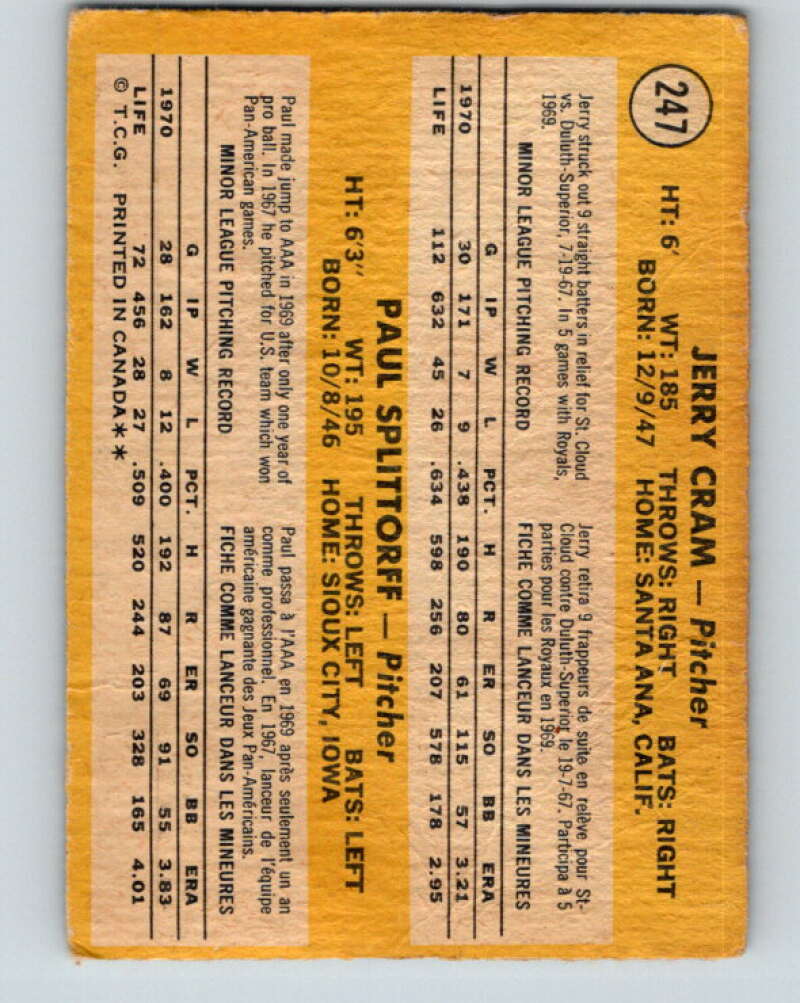 247
JERRY CRAM — Pitcher
HT: 6' WT: 185 THROWS: RIGHT BATS: RIGHT
BORN: 12/9/47 HOME: SANTA ANA, CALIF.
Jerry struck out 9 straight batters in relief for St. Cloud
vs. Duluth-Superior, 7-19-67. In 5 games with Royals,
1969.
Jerry retira 9 frappeurs de suite en relève pour St-
Cloud contre Duluth-Superior, le 19-7-67. Participa à 5
parties pour les Royaux en 1969.
MINOR LEAGUE PITCHING RECORD FICHE COMME LANCEUR DANS LES MINEURES
G IP W L PCT. H R ER SO BB ERA
1970 30 171 7 9 .438 190 80 61 115 57 3.21
LIFE 112 632 45 26 .634 598 256 207 578 178 2.95
PAUL SPLITTORFF — Pitcher
HT: 6'3" WT: 195 THROWS: LEFT BATS: LEFT
BORN: 10/8/46 HOME: SIOUX CITY, IOWA
Paul made jump to AAA in 1969 after only one year of
pro ball. In 1967 he pitched for U.S. team which won
Pan-American games.
Paul passa à l'AAA en 1969 après seulement un an
comme professionnel. En 1967, lanceur de l'équipe
américaine gagnante des Jeux Pan-Américains.
MINOR LEAGUE PITCHING RECORD FICHE COMME LANCEUR DANS LES MINEURES
G IP W L PCT. H R ER SO BB ERA
1970 28 162 8 12 .400 192 87 69 91 55 3.83
LIFE 72 456 28 27 .509 520 244 203 328 165 4.01
© T.C.G. PRINTED IN CANADA**